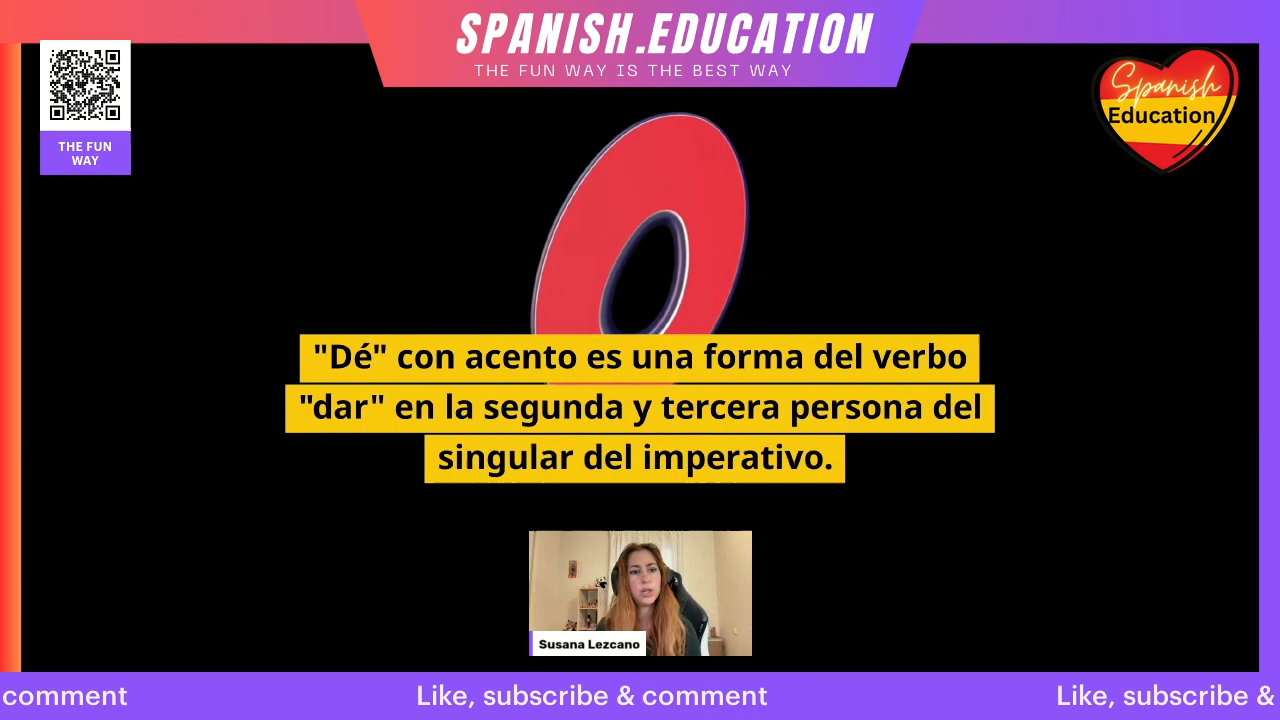 SPANISH.EDUCATION
THE FUN WAY IS THE BEST WAY
THE FUN
WAY
Spanish
Education
"Dé" con acento es una forma del verbo
"dar" en la segunda y tercera persona del
singular del imperativo.
Susana Lezcano
comment
Like, subscribe & comment
Like, subscribe &